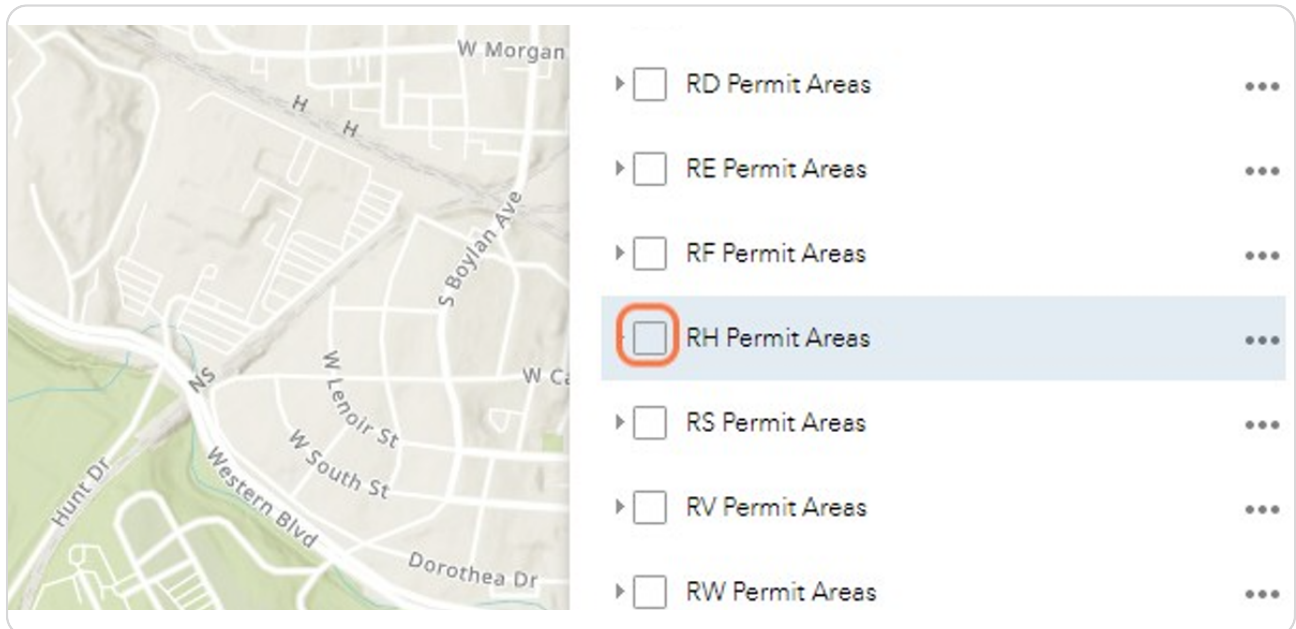 W Morgan
H
H
S Boylan Ave
NS
W Lenoir St
W South St
Hunt Dr
Western Blvd
Dorothea Dr
RD Permit Areas
RE Permit Areas
RF Permit Areas
RH Permit Areas
RS Permit Areas
RV Permit Areas
RW Permit Areas